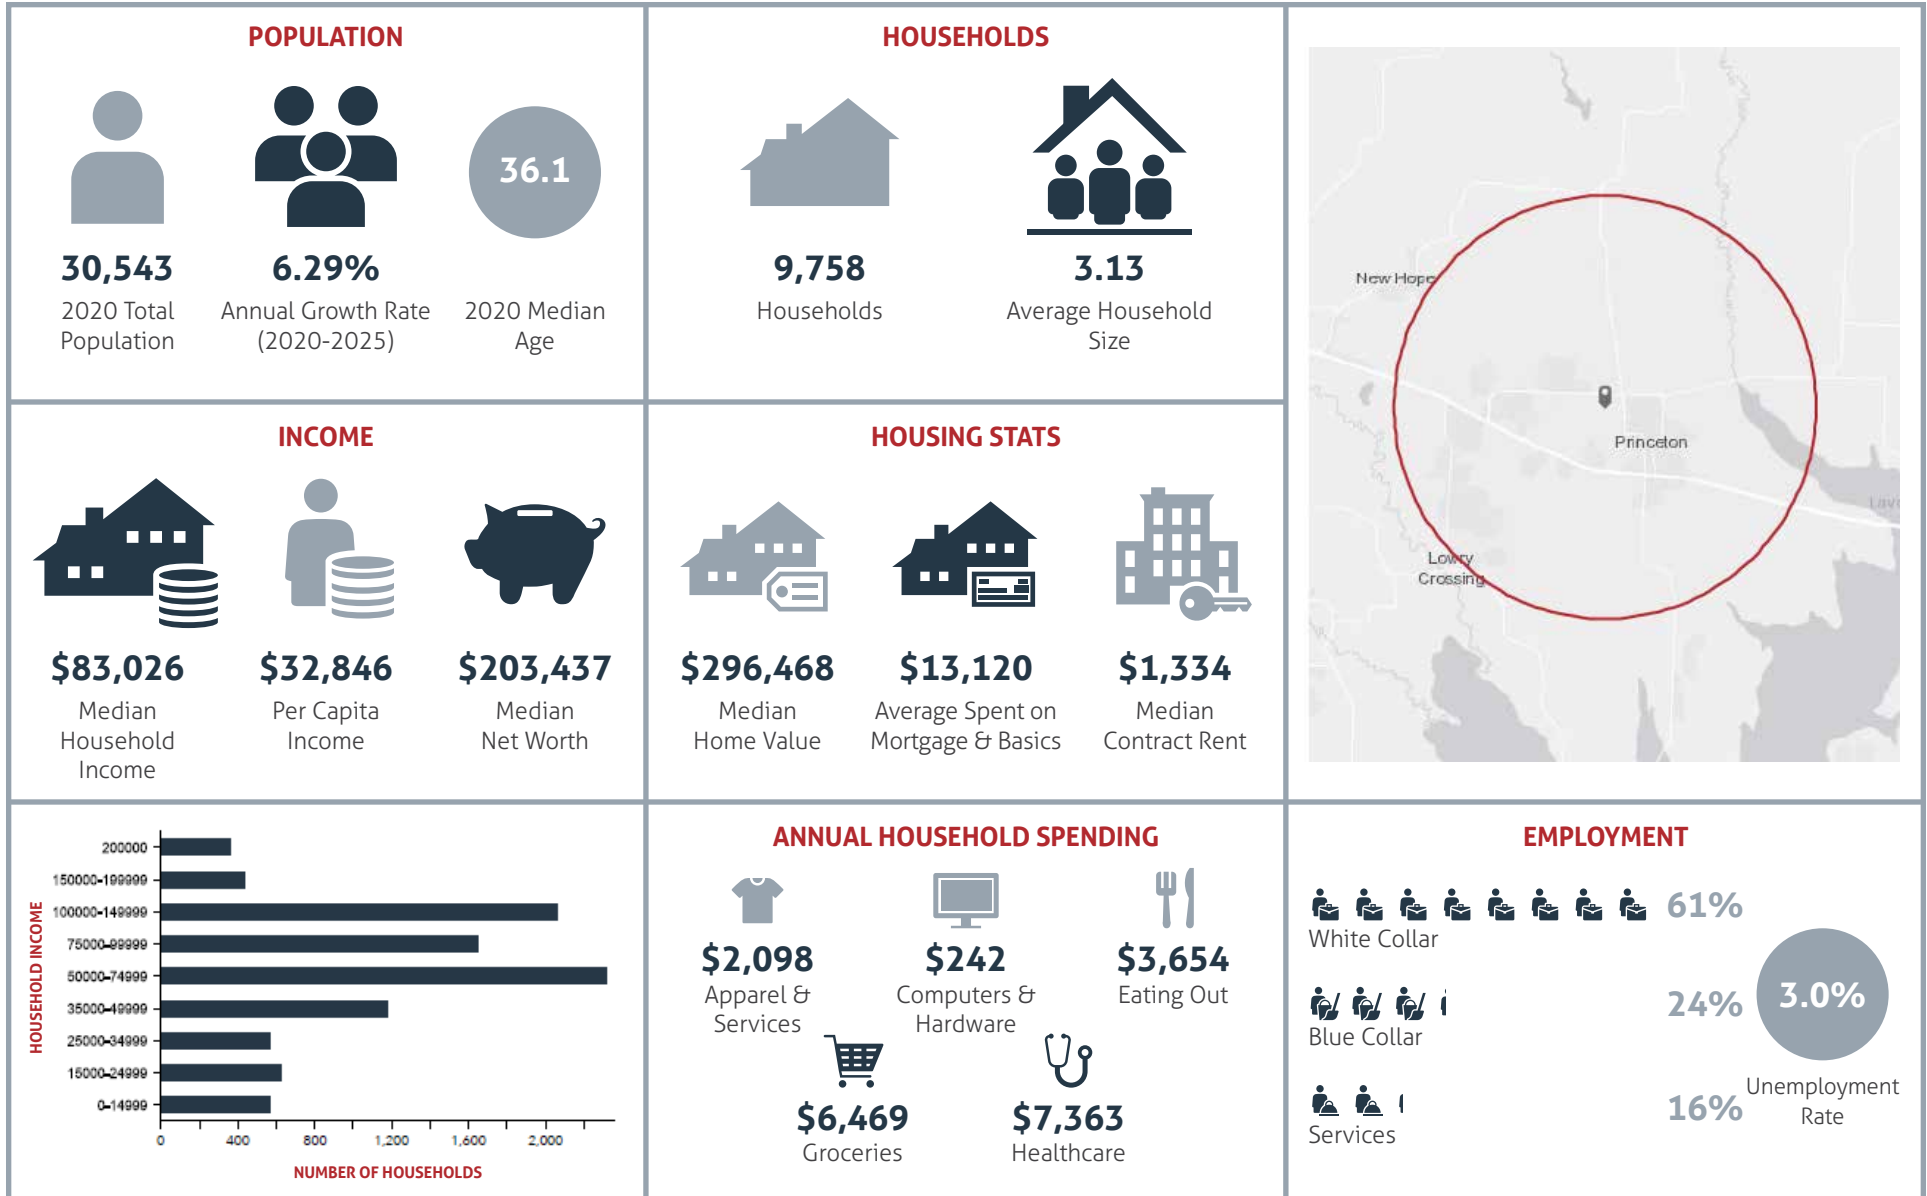 POPULATION
36.1
30,543
2020 Total
Population
6.29%
Annual Growth Rate
(2020-2025)
2020 Median
Age
HOUSEHOLDS
9,758
Households
3.13
Average Household
Size
New Hope
Princeton
Lowry
Crossing
INCOME
$83,026
Median
Household
Income
$32,846
Per Capita
Income
$203,437
Median
Net Worth
HOUSING STATS
$296,468
Median
Home Value
$13,120
Average Spent on
Mortgage & Basics
$1,334
Median
Contract Rent
HOUSEHOLD INCOME
200000
150000-199999
100000-149999
75000-99999
50000-74999
35000-49999
25000-34999
15000-24999
0-14999
0 400 800 1,200 1,600 2,000
NUMBER OF HOUSEHOLDS
ANNUAL HOUSEHOLD SPENDING
$2,098
Apparel &
Services
$242
Computers &
Hardware
$3,654
Eating Out
$6,469
Groceries
$7,363
Healthcare
EMPLOYMENT
61%
White Collar
24%
Blue Collar
16%
Services
3.0%
Unemployment
Rate